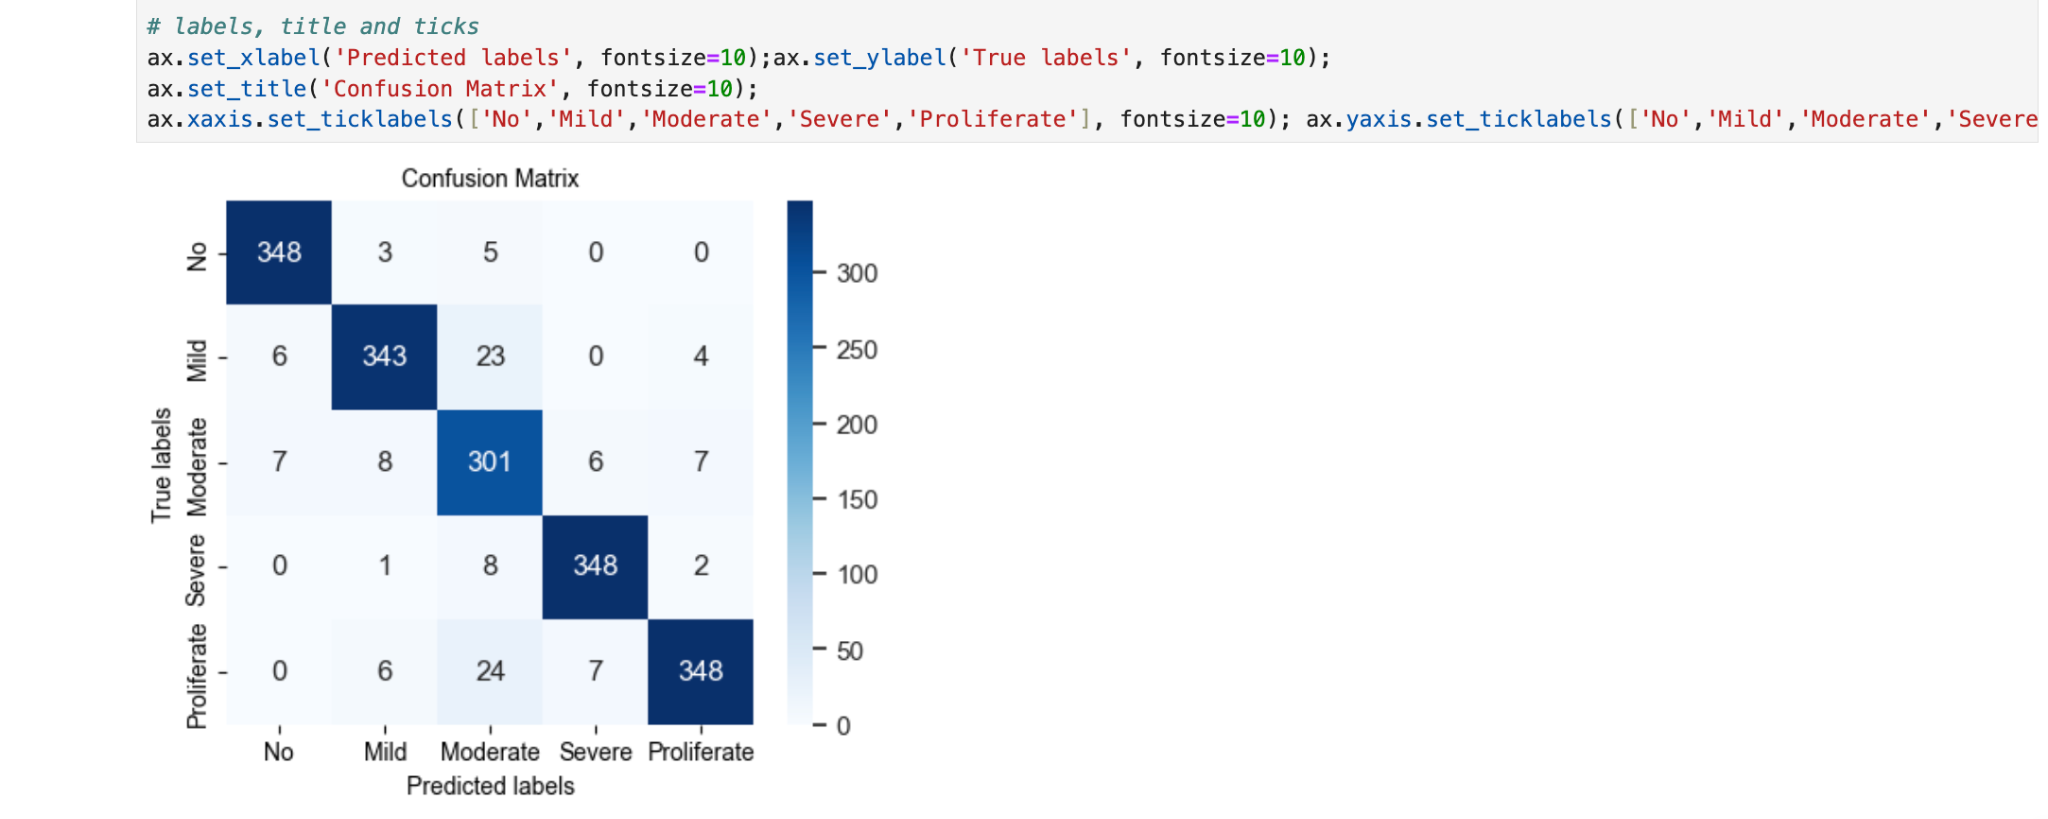 # labels, title and ticks
ax.set_xlabel('Predicted labels', fontsize=10);ax.set_ylabel('True labels', fontsize=10);
ax.set_title('Confusion Matrix', fontsize=10);
ax.xaxis.set_ticklabels(['No','Mild','Moderate','Severe','Proliferate'], fontsize=10); ax.yaxis.set_ticklabels(['No','Mild','Moderate','Severe
Confusion Matrix
True labels
No 348 3 5 0 0
Mild 6 343 23 0 4
Moderate 7 8 301 6 7
Severe 0 1 8 348 2
Proliferate 0 6 24 7 348
No Mild Moderate Severe Proliferate
Predicted labels
300
250
200
150
100
50
0